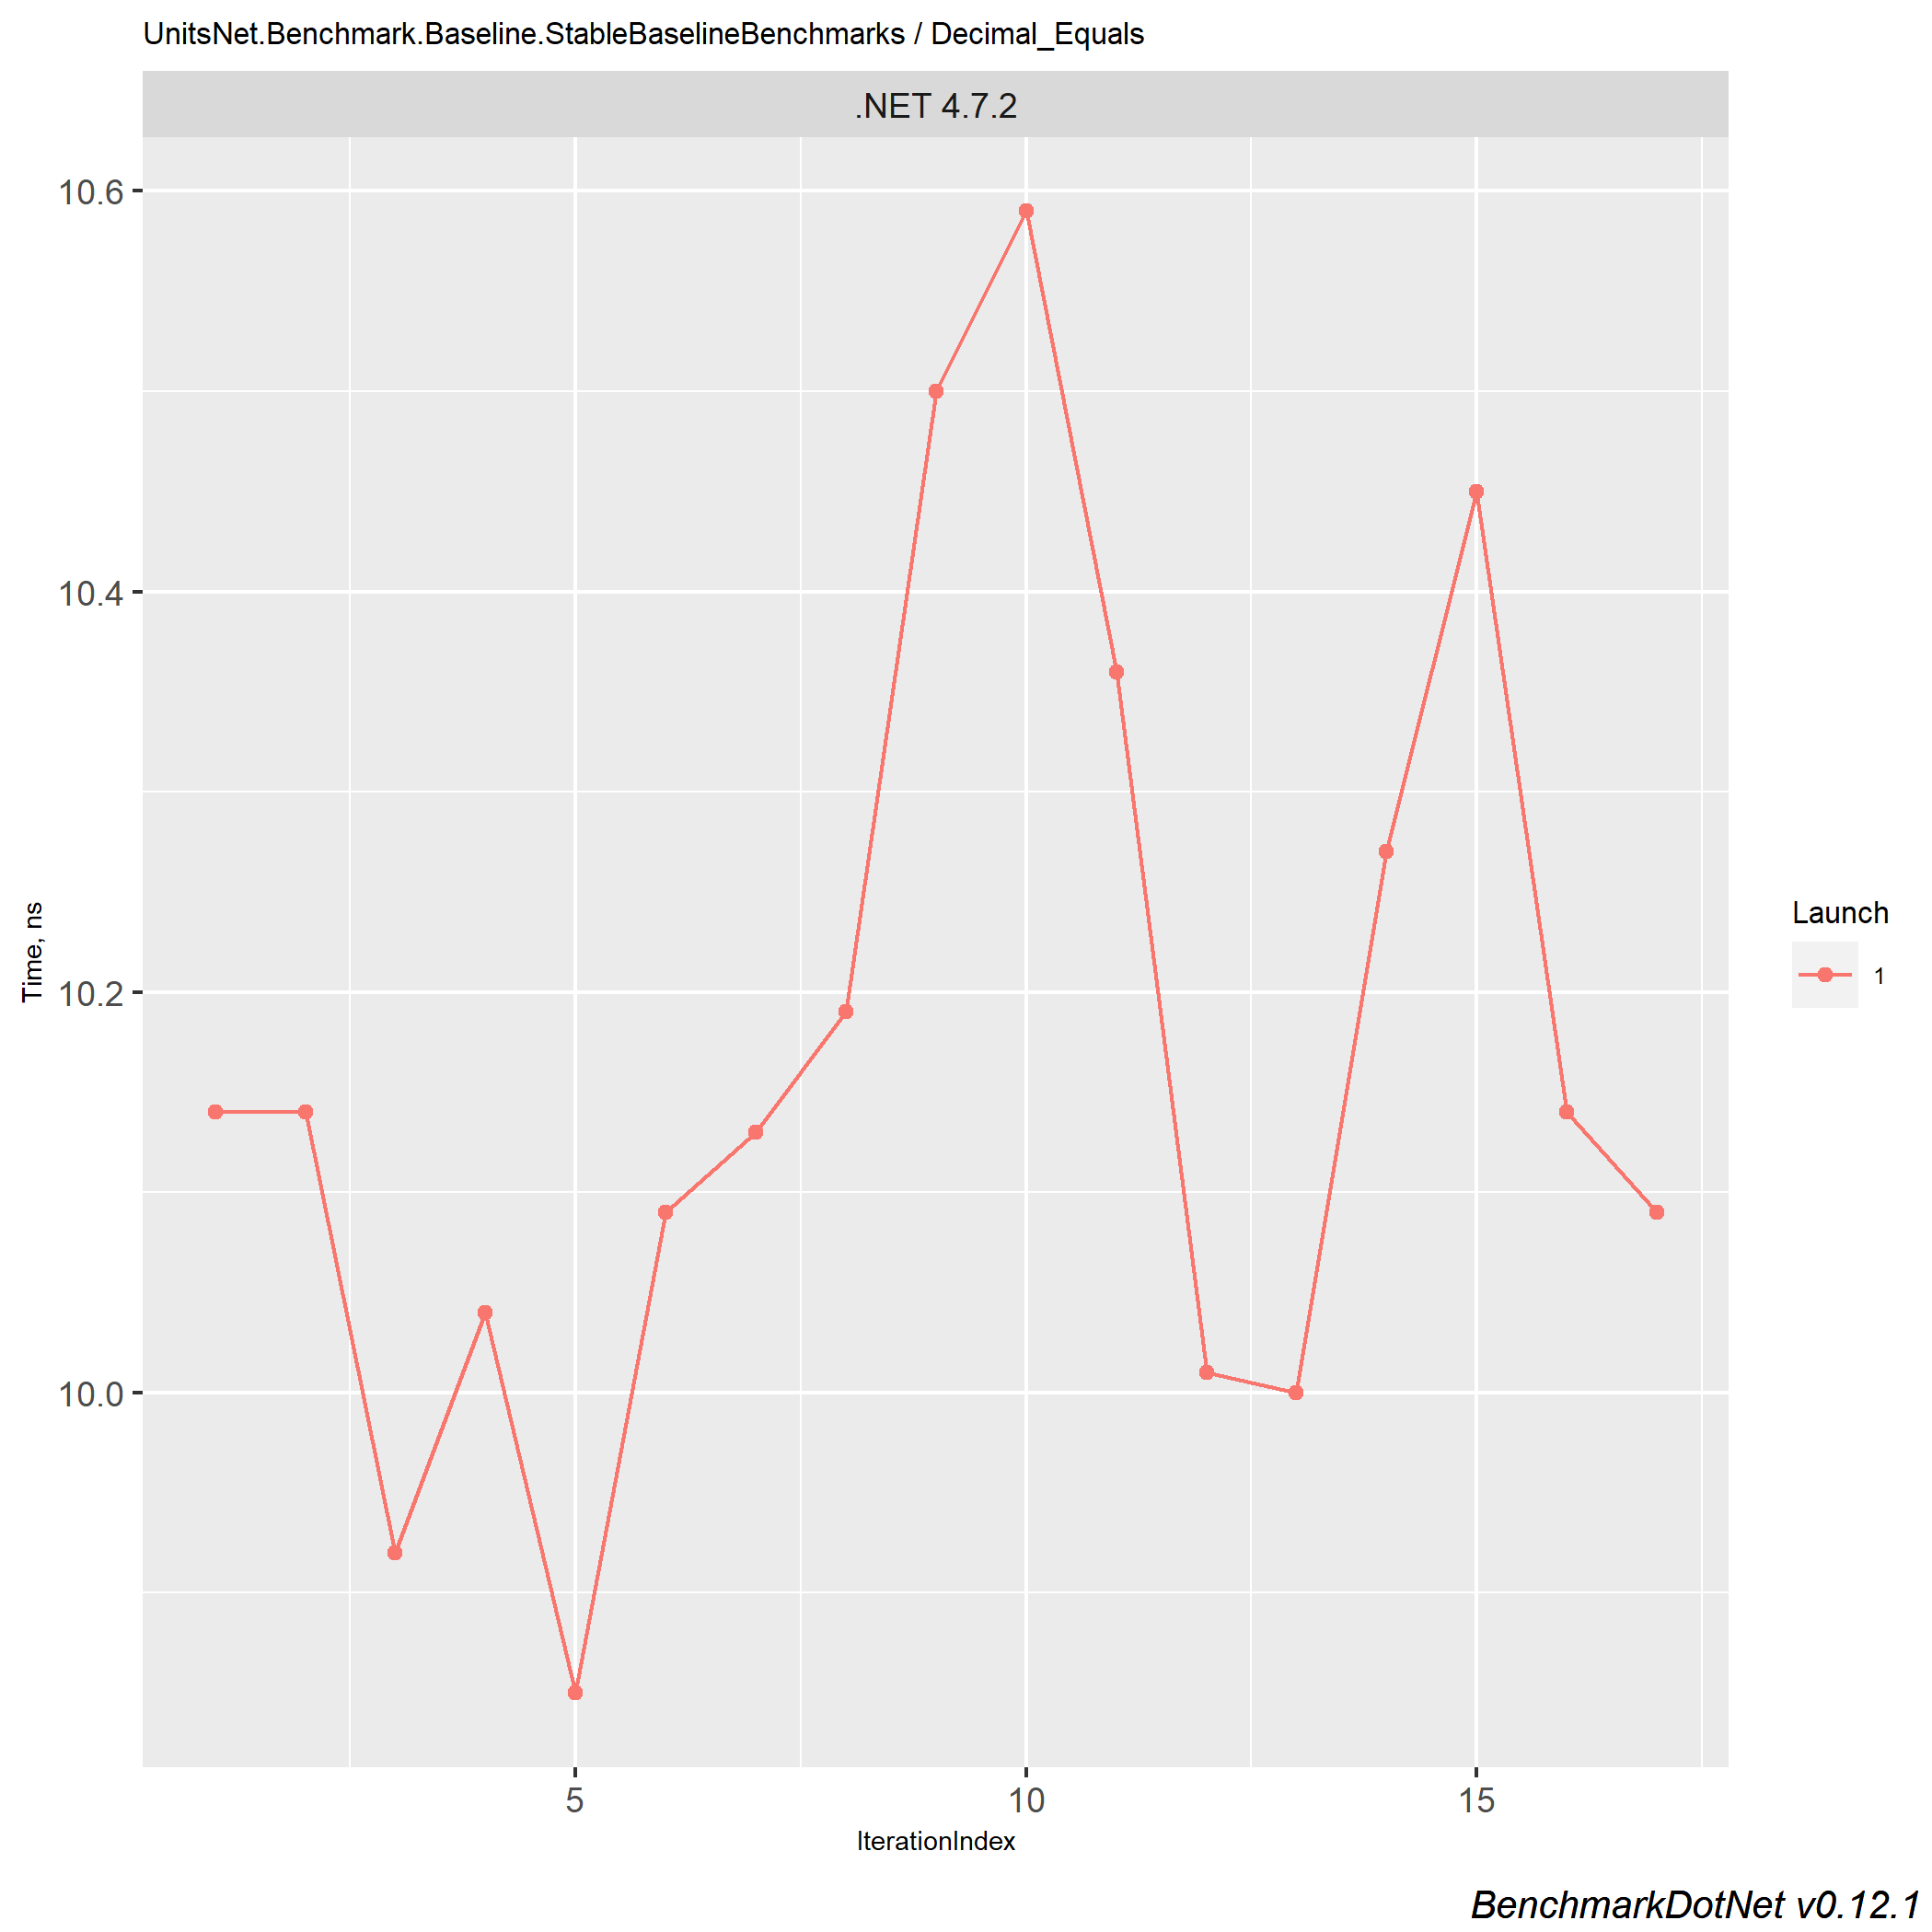 UnitsNet.Benchmark.Baseline.StableBaselineBenchmarks / Decimal_Equals
.NET 4.7.2
10.6
10.4
10.2
10.0
Time, ns
5 10 15
IterationIndex
Launch
1
BenchmarkDotNet v0.12.1